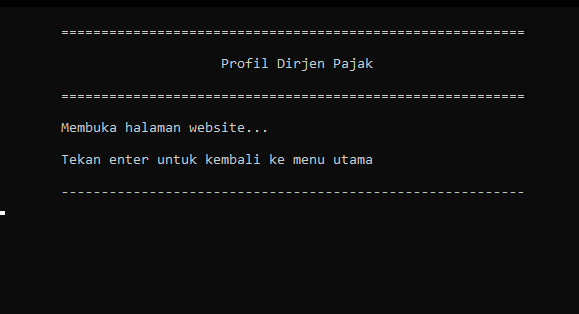 ==========================================================
Profil Dirjen Pajak
==========================================================
Membuka halaman website...
Tekan enter untuk kembali ke menu utama
----------------------------------------------------------